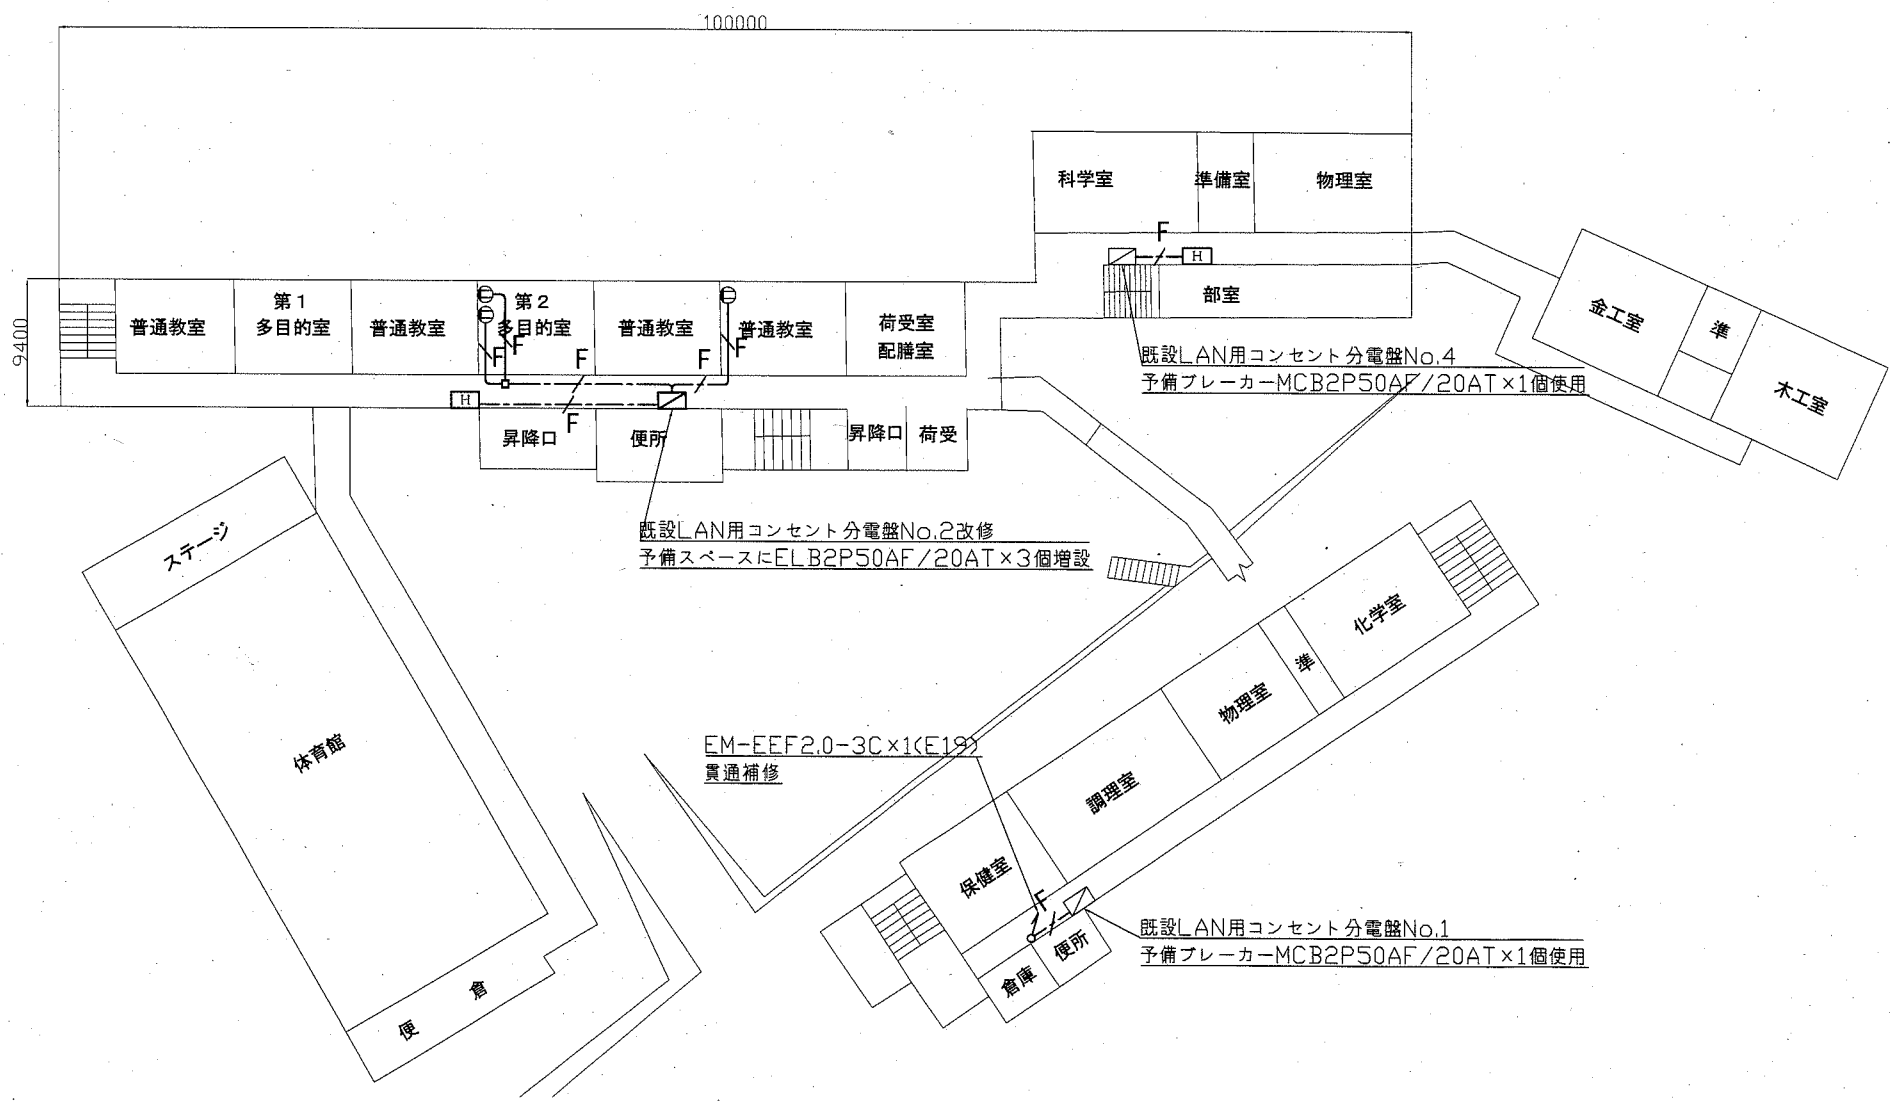 100000
科学室
準備室
物理室
F
H
部室
金工室
準
木工室
9400
普通教室
第1
多目的室
普通教室
第2
多目的室
普通教室
普通教室
荷受室
配膳室
F
F
F
F
F
H
F
昇降口
便所
昇降口
荷受
既設LAN用コンセント分電盤No.4
予備ブレーカーMCB2P50AF/20AT×1個使用
既設LAN用コンセント分電盤No.2改修
予備スペースにELB2P50AF/20AT×3個増設
ステージ
体育館
倉
便
化学室
準
物理室
調理室
保健室
EM-EEF2.0-3C×1(E19)
貫通補修
F
便所
倉庫
既設LAN用コンセント分電盤No.1
予備ブレーカーMCB2P50AF/20AT×1個使用